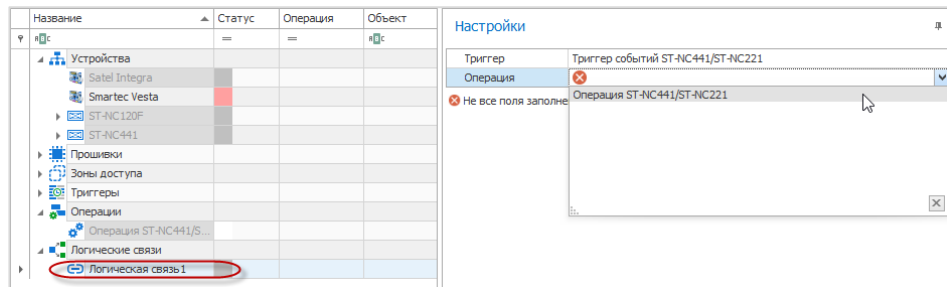 Название Статус Операция Объект
Устройства
Satel Integra
Smartec Vesta
ST-NC120F
ST-NC441
Прошивки
Зоны доступа
Триггеры
Операции
Операция ST-NC441/S...
Логические связи
Логическая связь1
Настройки
Триггер Триггер событий ST-NC441/ST-NC221
Операция
Не все поля заполне
Операция ST-NC441/ST-NC221